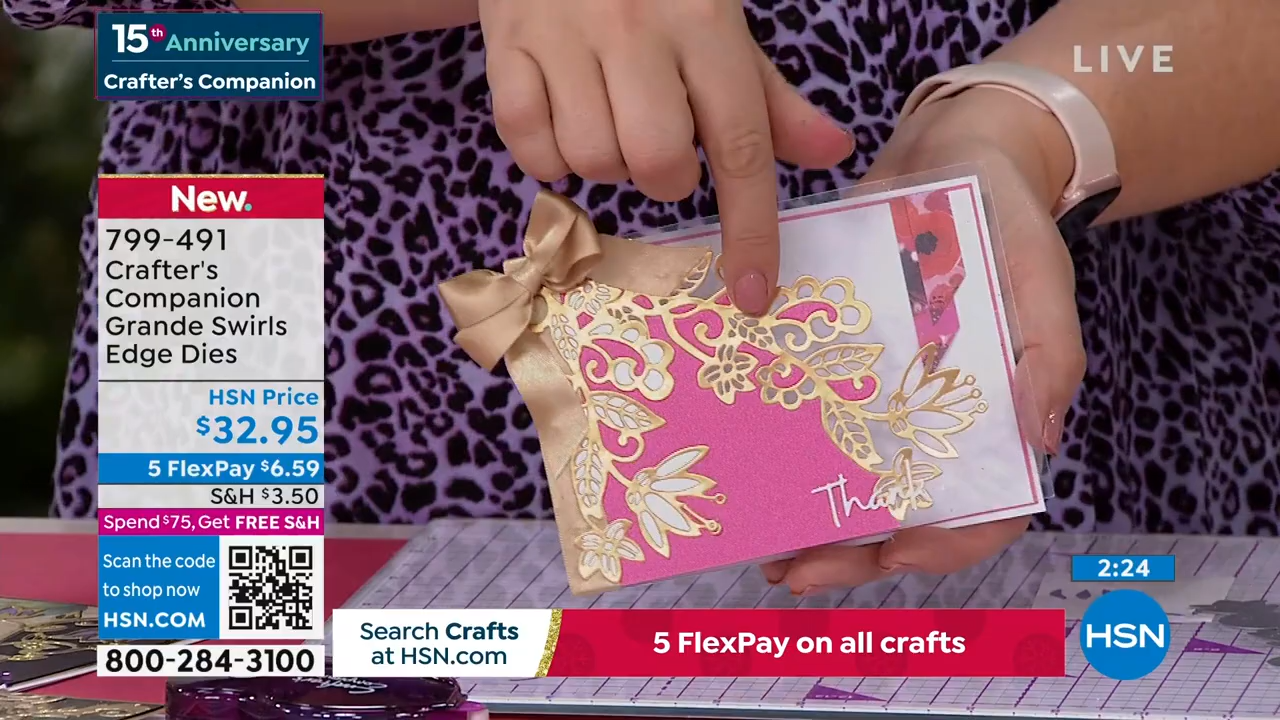 15th Anniversary
Crafter's Companion
LIVE
New.
799-491
Crafter's
Companion
Grande Swirls
Edge Dies
HSN Price
$32.95
5 FlexPay $6.59
S&H $3.50
Spend $75, Get FREE S&H
Scan the code
to shop now
HSN.COM
800-284-3100
Thank
Search Crafts
at HSN.com
5 FlexPay on all crafts
2:24
HSN